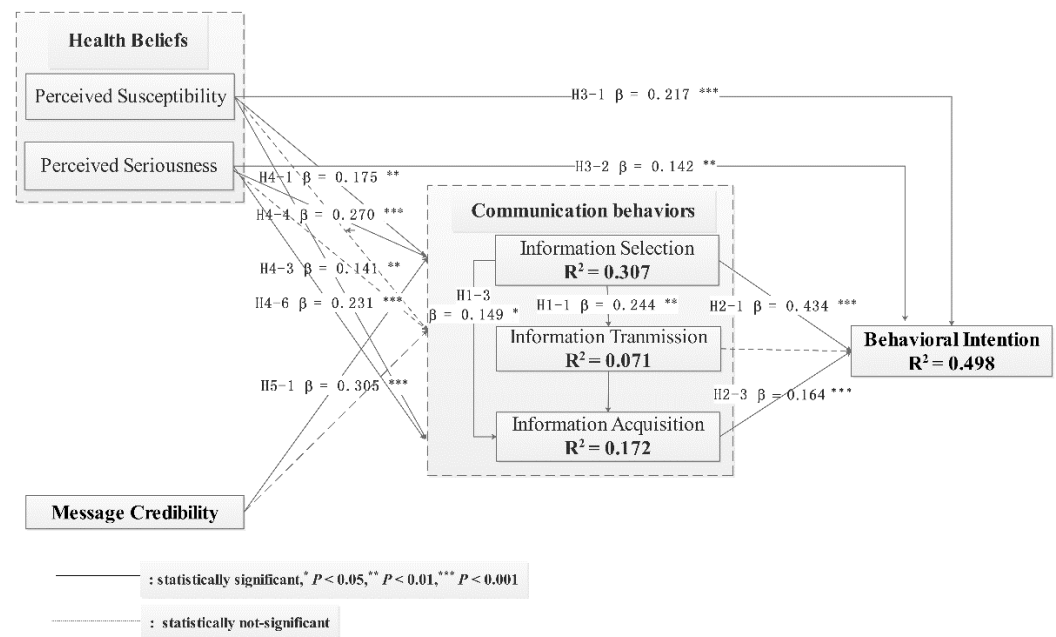 Health Beliefs
Perceived Susceptibility
Perceived Seriousness
H3-1 β = 0.217 ***
H3-2 β = 0.142 **
H4-1 β = 0.175 **
H4-4 β = 0.270 ***
H4-3 β = 0.141 **
H4-6 β = 0.231 ***
H5-1 β = 0.305 ***
Communication behaviors
Information Selection
R² = 0.307
H1-3
β = 0.149 *
H1-1 β = 0.244 **
H2-1 β = 0.434 ***
Information Tranmission
R² = 0.071
Behavioral Intention
R² = 0.498
H2-3 β = 0.164 ***
Information Acquisition
R² = 0.172
Message Credibility
: statistically significant,* P < 0.05,** P < 0.01,*** P < 0.001
: statistically not-significant